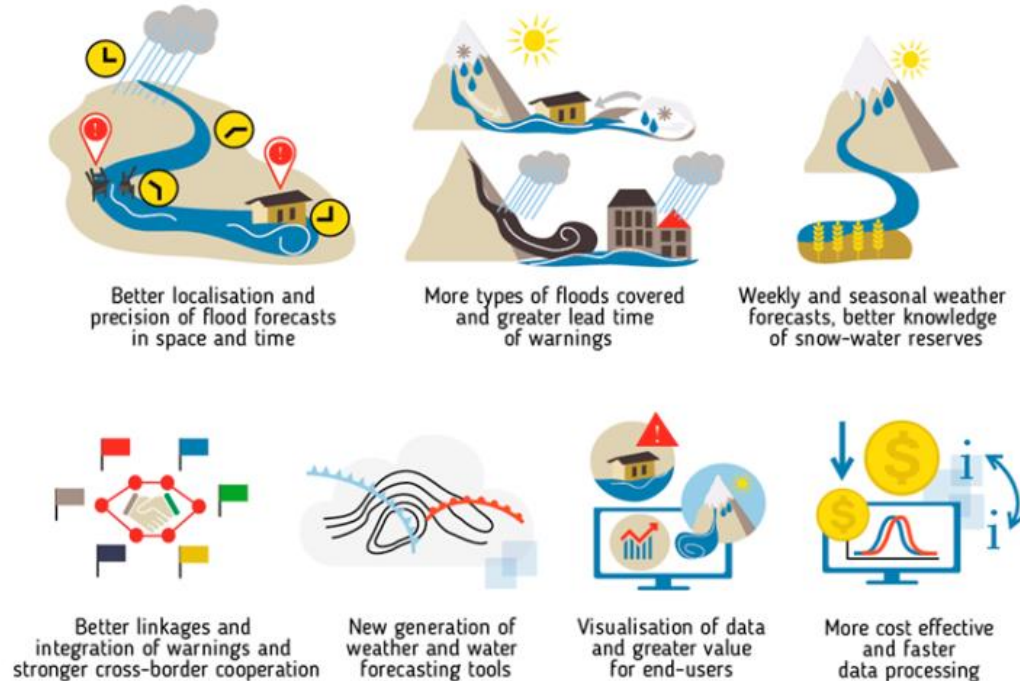 Better localisation and
precision of flood forecasts
in space and time
More types of floods covered
and greater lead time
of warnings
Weekly and seasonal weather
forecasts, better knowledge
of snow-water reserves
Better linkages and
integration of warnings and
stronger cross-border cooperation
New generation of
weather and water
forecasting tools
Visualisation of data
and greater value
for end-users
$
$
i
i
More cost effective
and faster
data processing